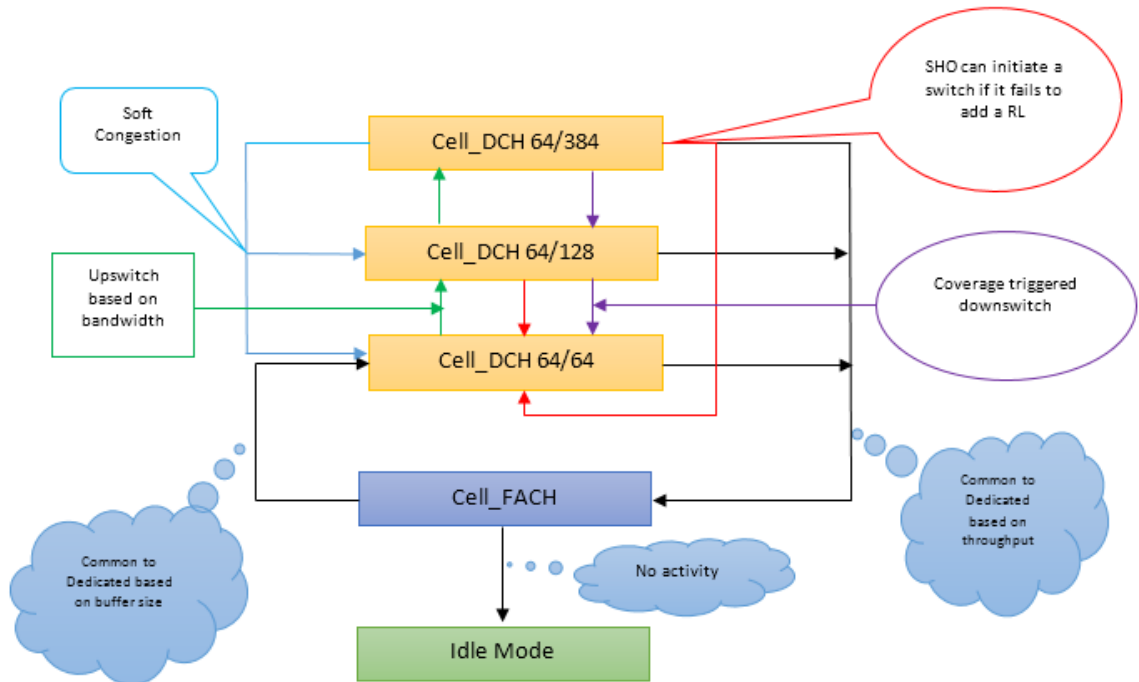 SHO can initiate a
switch if it fails to
add a RL
Soft
Congestion
Cell_DCH 64/384
Cell_DCH 64/128
Upswitch
based on
bandwidth
Coverage triggered
downswitch
Cell_DCH 64/64
Cell_FACH
Common to
Dedicated
based on
throughput
Common to
Dedicated based
on buffer size
No activity
Idle Mode